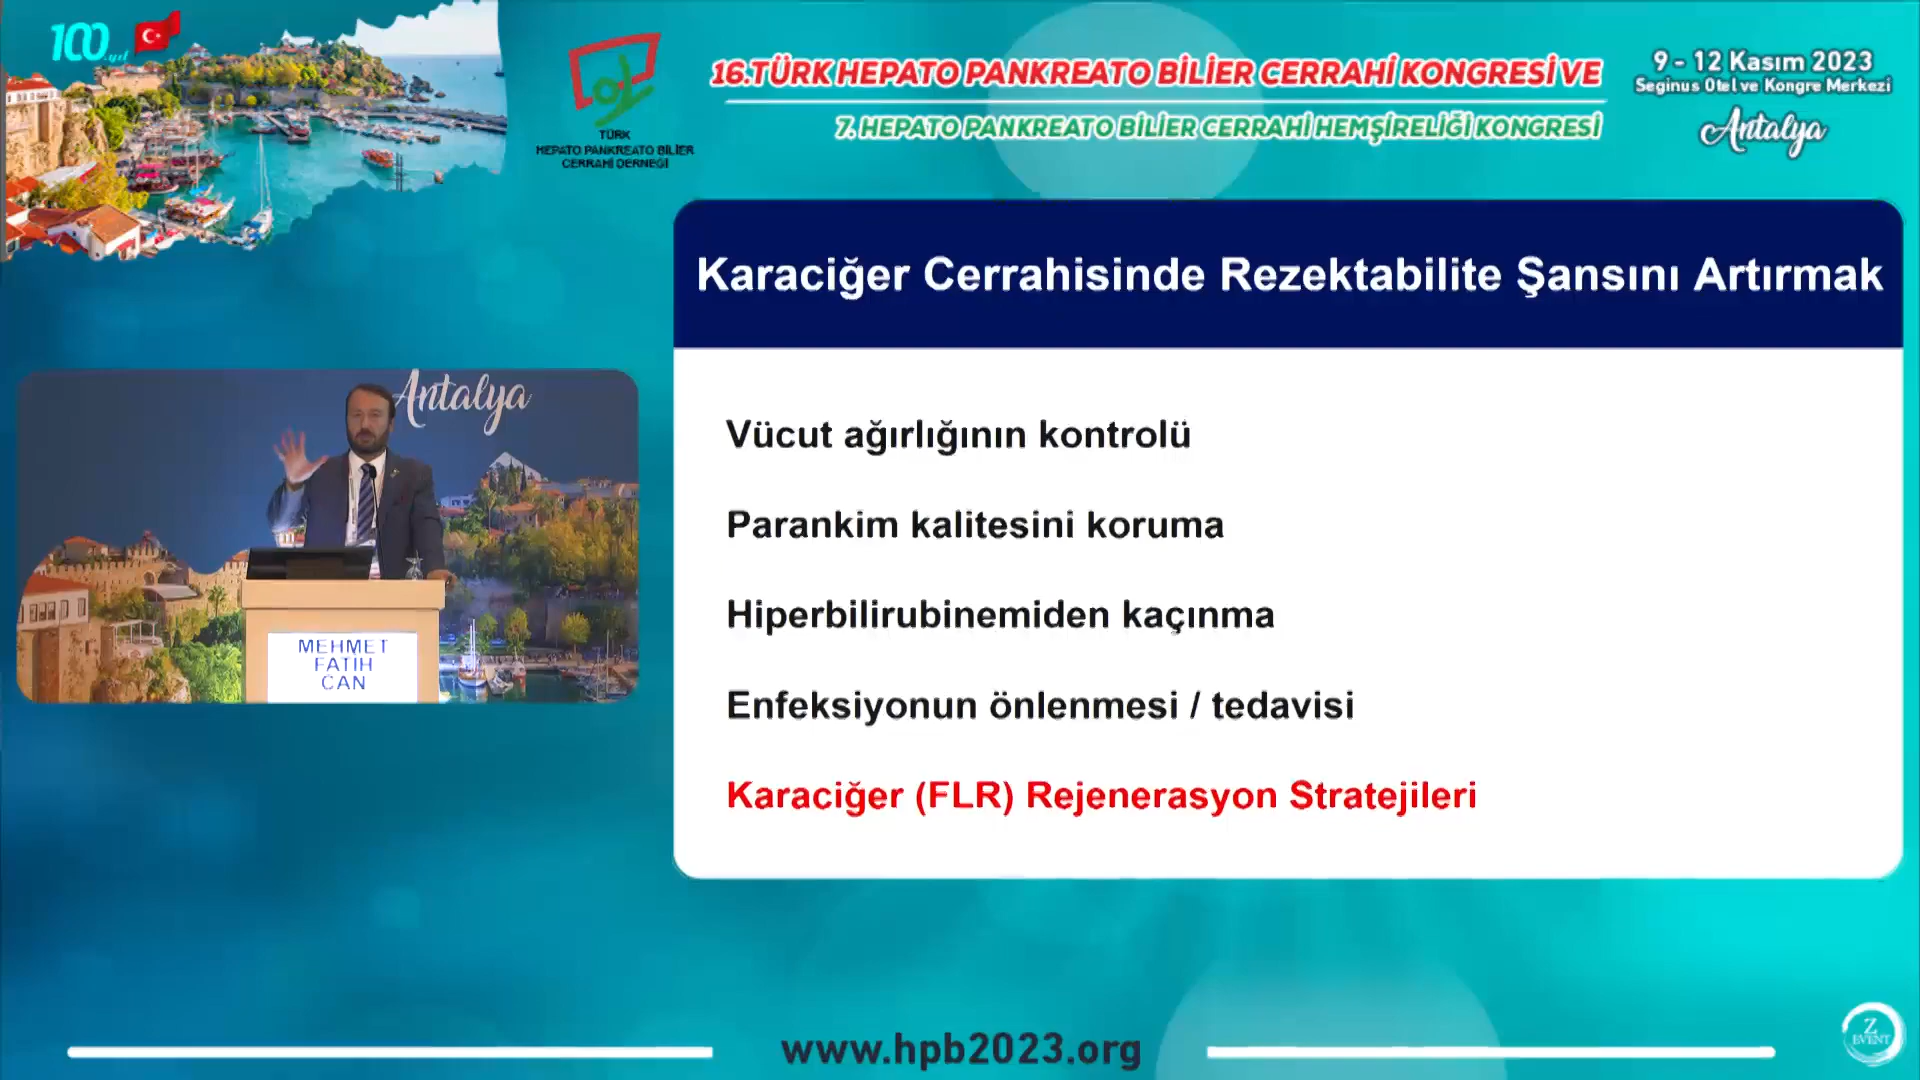 100.yıl
TÜRK
HEPATO PANKREATO BİLİER
CERRAHİ DERNEĞİ
16.TÜRK HEPATO PANKREATO BİLİER CERRAHİ KONGRESİ VE
7. HEPATO PANKREATO BİLİER CERRAHİ HEMŞİRELİĞİ KONGRESİ
9 - 12 Kasım 2023
Seginus Otel ve Kongre Merkezi
Antalya
Karaciğer Cerrahisinde Rezektabilite Şansını Artırmak
Vücut ağırlığının kontrolü
Parankim kalitesini koruma
Hiperbilirubinemiden kaçınma
Enfeksiyonun önlenmesi / tedavisi
Karaciğer (FLR) Rejenerasyon Stratejileri
Antalya
MEHMET
FATİH
CAN
www.hpb2023.org
Z
EVENT